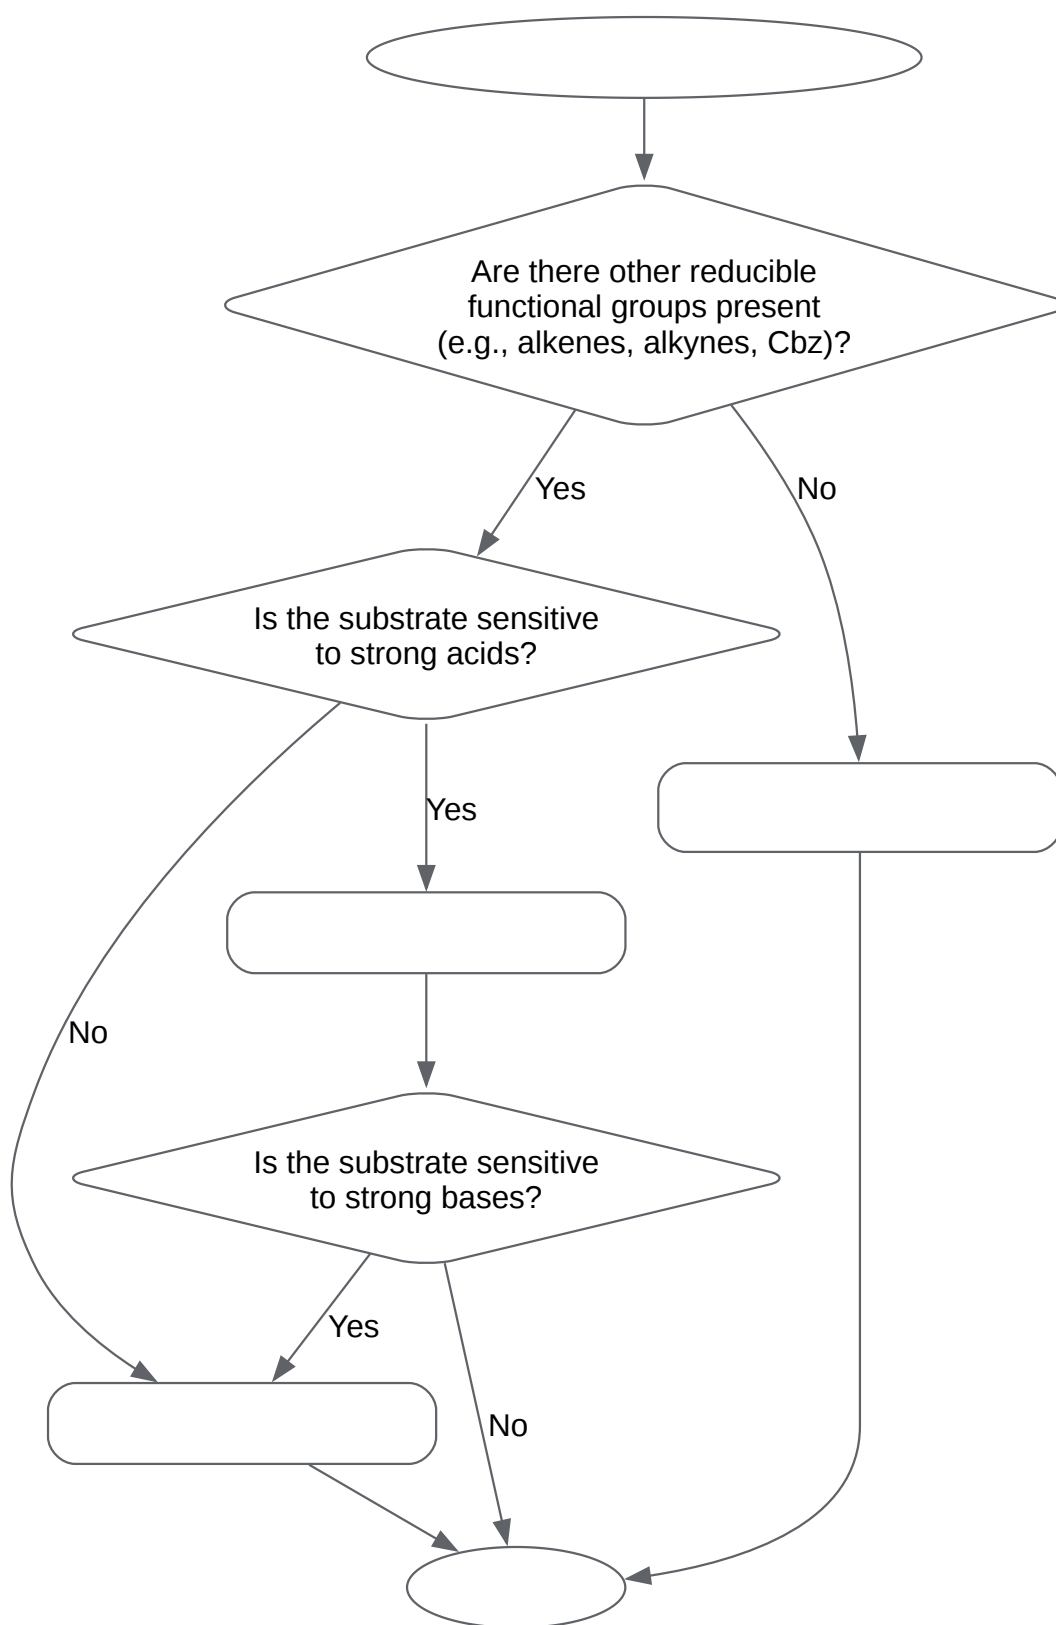 Are there other reducible
functional groups present
(e.g., alkenes, alkynes, Cbz)?
Yes
No
Is the substrate sensitive
to strong acids?
Yes
No
Is the substrate sensitive
to strong bases?
Yes
No